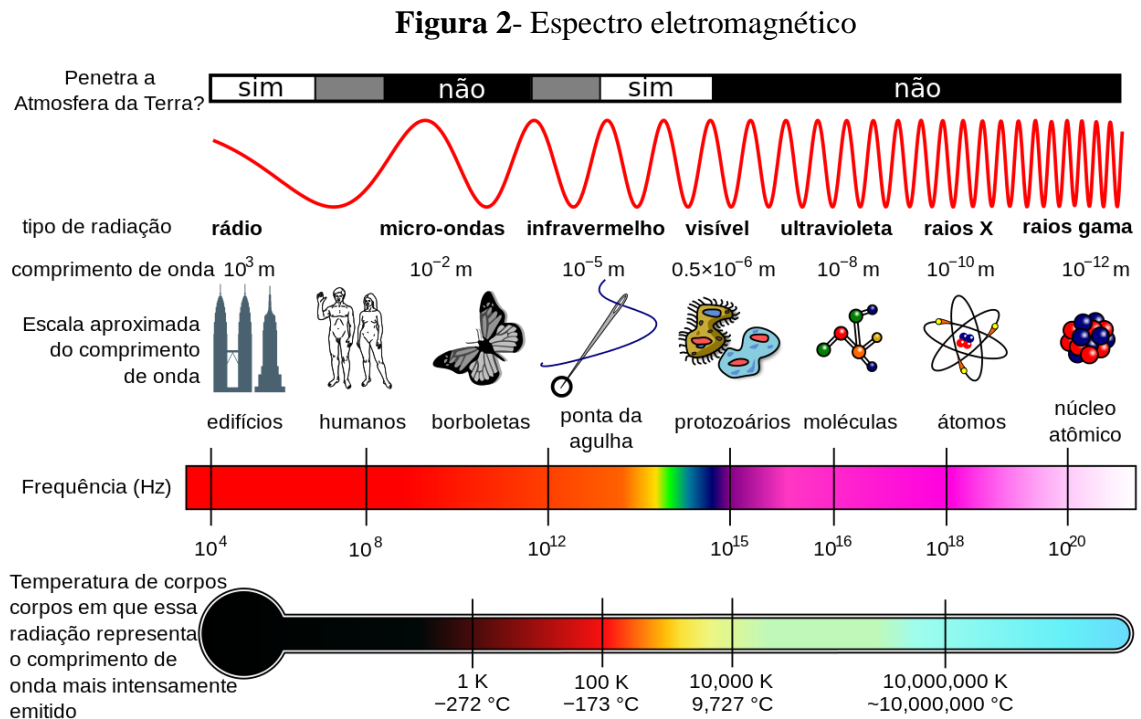 Figura 2- Espectro eletromagnético
Penetra a
Atmosfera da Terra?
sim
não
sim
não
tipo de radiação
rádio
micro-ondas
infravermelho
visível
ultravioleta
raios X
raios gama
comprimento de onda
10³ m
10⁻² m
10⁻⁵ m
0.5×10⁻⁶ m
10⁻⁸ m
10⁻¹⁰ m
10⁻¹² m
Escala aproximada
do comprimento
de onda
edifícios
humanos
borboletas
ponta da
agulha
protozoários
moléculas
átomos
núcleo
atômico
Frequência (Hz)
10⁴
10⁸
10¹²
10¹⁵
10¹⁶
10¹⁸
10²⁰
Temperatura de corpos
corpos em que essa
radiação representa
o comprimento de
onda mais intensamente
emitido
1 K
−272 °C
100 K
−173 °C
10,000 K
9,727 °C
10,000,000 K
~10,000,000 °C